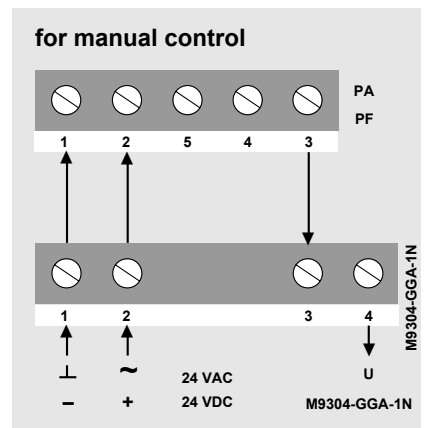 for manual control
PA
PF
1 2 5 4 3
M9304-GGA-1N
1 2 3 4
⊥ ~ 24 VAC U
– + 24 VDC M9304-GGA-1N